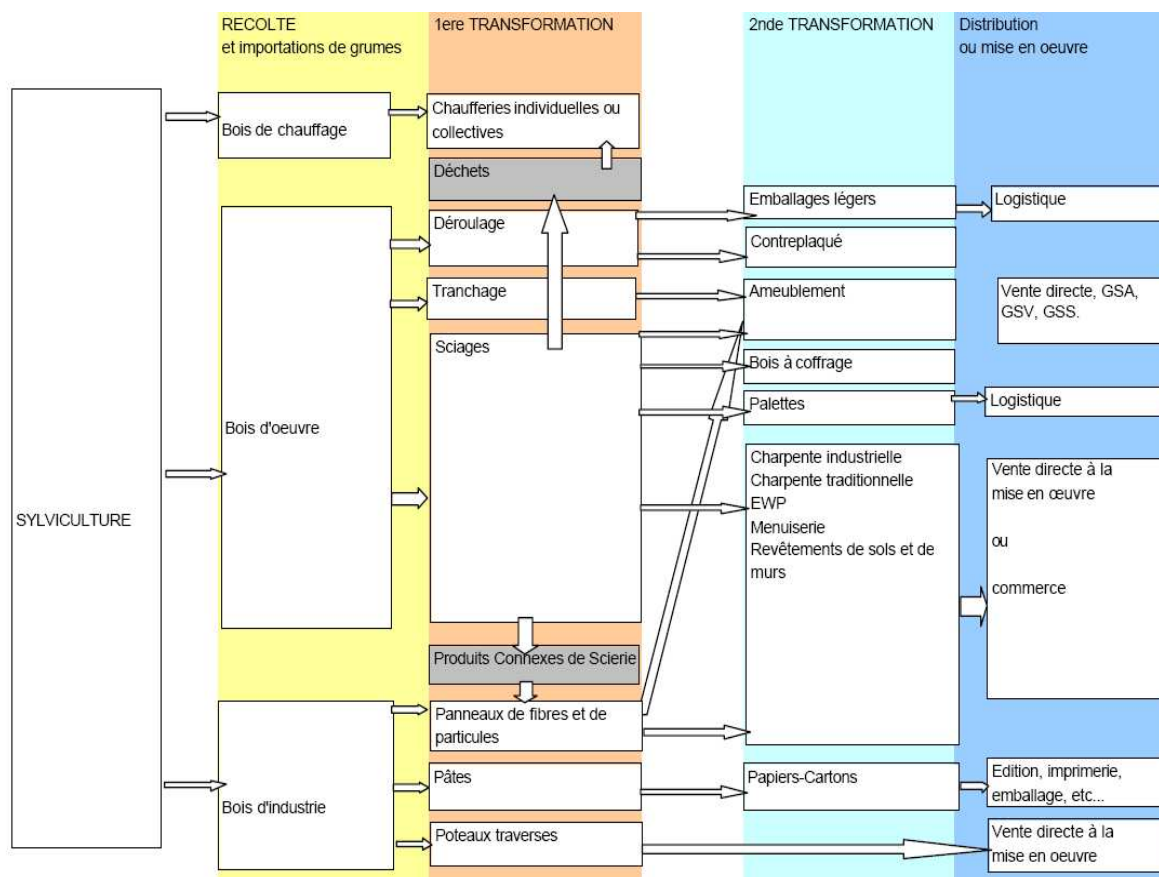 RECOLTE
et importations de grumes
1ere TRANSFORMATION
2nde TRANSFORMATION
Distribution
ou mise en oeuvre
SYLVICULTURE
Bois de chauffage
Bois d'oeuvre
Bois d'industrie
Chaufferies individuelles ou
collectives
Déchets
Déroulage
Tranchage
Sciages
Produits Connexes de Scierie
Panneaux de fibres et de
particules
Pâtes
Poteaux traverses
Emballages légers
Contreplaqué
Ameublement
Bois à coffrage
Palettes
Charpente industrielle
Charpente traditionnelle
EWP
Menuiserie
Revêtements de sols et de
murs
Papiers-Cartons
Logistique
Vente directe, GSA,
GSV, GSS.
Logistique
Vente directe à la
mise en œuvre
ou
commerce
Edition, imprimerie,
emballage, etc...
Vente directe à la
mise en oeuvre